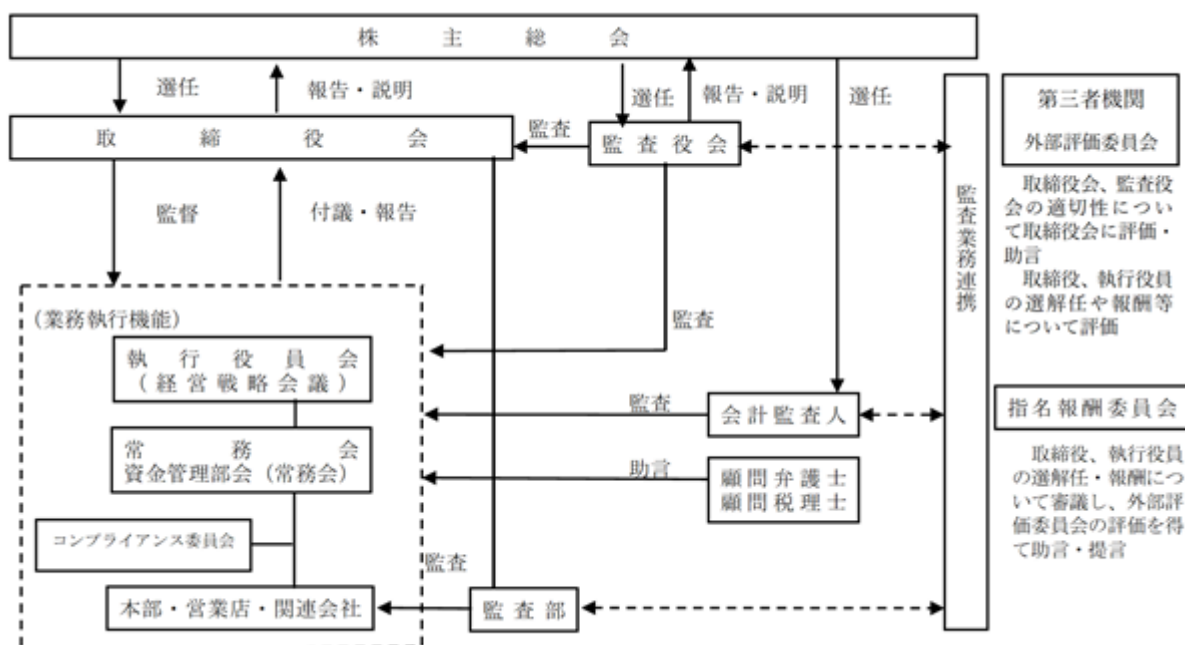 株主総会
選任
報告・説明
選任
報告・説明
選任
取締役会
監査
監査役会
監督
付議・報告
監査業務連携
第三者機関
外部評価委員会
取締役会、監査役
会の適切性につい
て取締役会に評価・
助言
取締役、執行役員
の選解任や報酬等
について評価
(業務執行機能)
執行役員会
(経営戦略会議)
監査
常務会
資金管理部会(常務会)
監査
会計監査人
助言
顧問弁護士
顧問税理士
指名報酬委員会
取締役、執行役員
の選解任・報酬につ
いて審議し、外部評
価委員会の評価を得
て助言・提言
コンプライアンス委員会
監査
本部・営業店・関連会社
監査部